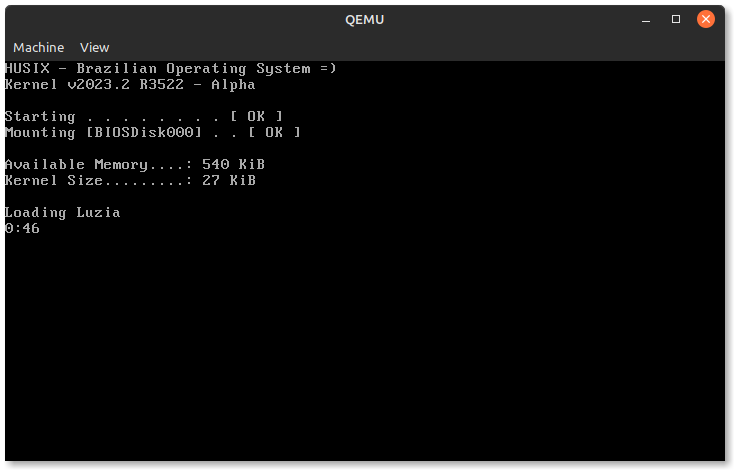 QEMU
Machine View
HUSIX - Brazilian Operating System =)
Kernel v2023.2 R3522 - Alpha
Starting . . . . . . . . [ OK ]
Mounting [BIOSDisk000] . . [ OK ]
Available Memory....: 540 KiB
Kernel Size.........: 27 KiB
Loading Luzia
0:46